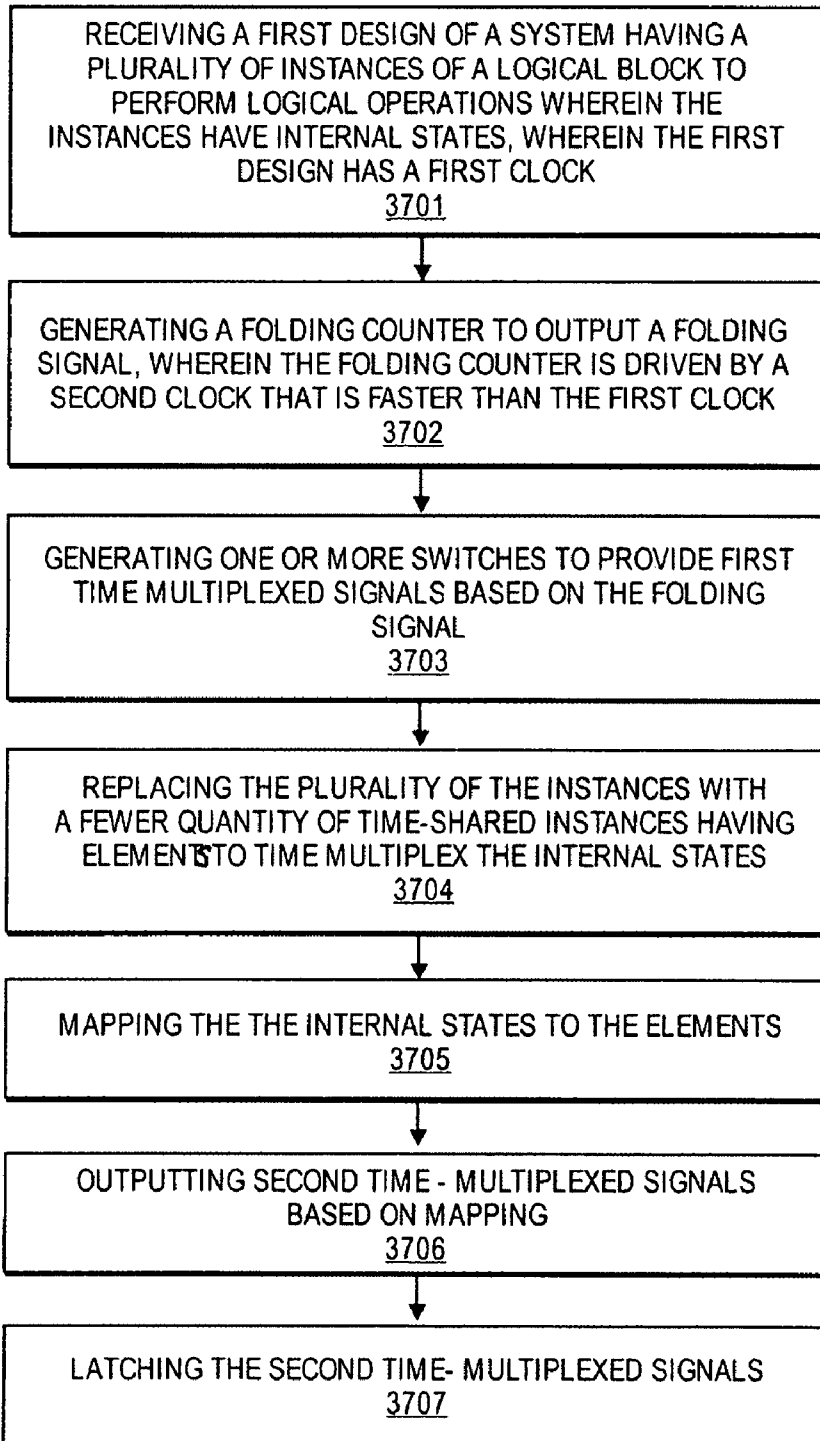 RECEIVING A FIRST DESIGN OF A SYSTEM HAVING A
PLURALITY OF INSTANCES OF A LOGICAL BLOCK TO
PERFORM LOGICAL OPERATIONS WHEREIN THE
INSTANCES HAVE INTERNAL STATES, WHEREIN THE FIRST
DESIGN HAS A FIRST CLOCK
3701
GENERATING A FOLDING COUNTER TO OUTPUT A FOLDING
SIGNAL, WHEREIN THE FOLDING COUNTER IS DRIVEN BY A
SECOND CLOCK THAT IS FASTER THAN THE FIRST CLOCK
3702
GENERATING ONE OR MORE SWITCHES TO PROVIDE FIRST
TIME MULTIPLEXED SIGNALS BASED ON THE FOLDING
SIGNAL
3703
REPLACING THE PLURALITY OF THE INSTANCES WITH
A FEWER QUANTITY OF TIME-SHARED INSTANCES HAVING
ELEMENTS TO TIME MULTIPLEX THE INTERNAL STATES
3704
MAPPING THE THE INTERNAL STATES TO THE ELEMENTS
3705
OUTPUTTING SECOND TIME - MULTIPLEXED SIGNALS
BASED ON MAPPING
3706
LATCHING THE SECOND TIME- MULTIPLEXED SIGNALS
3707